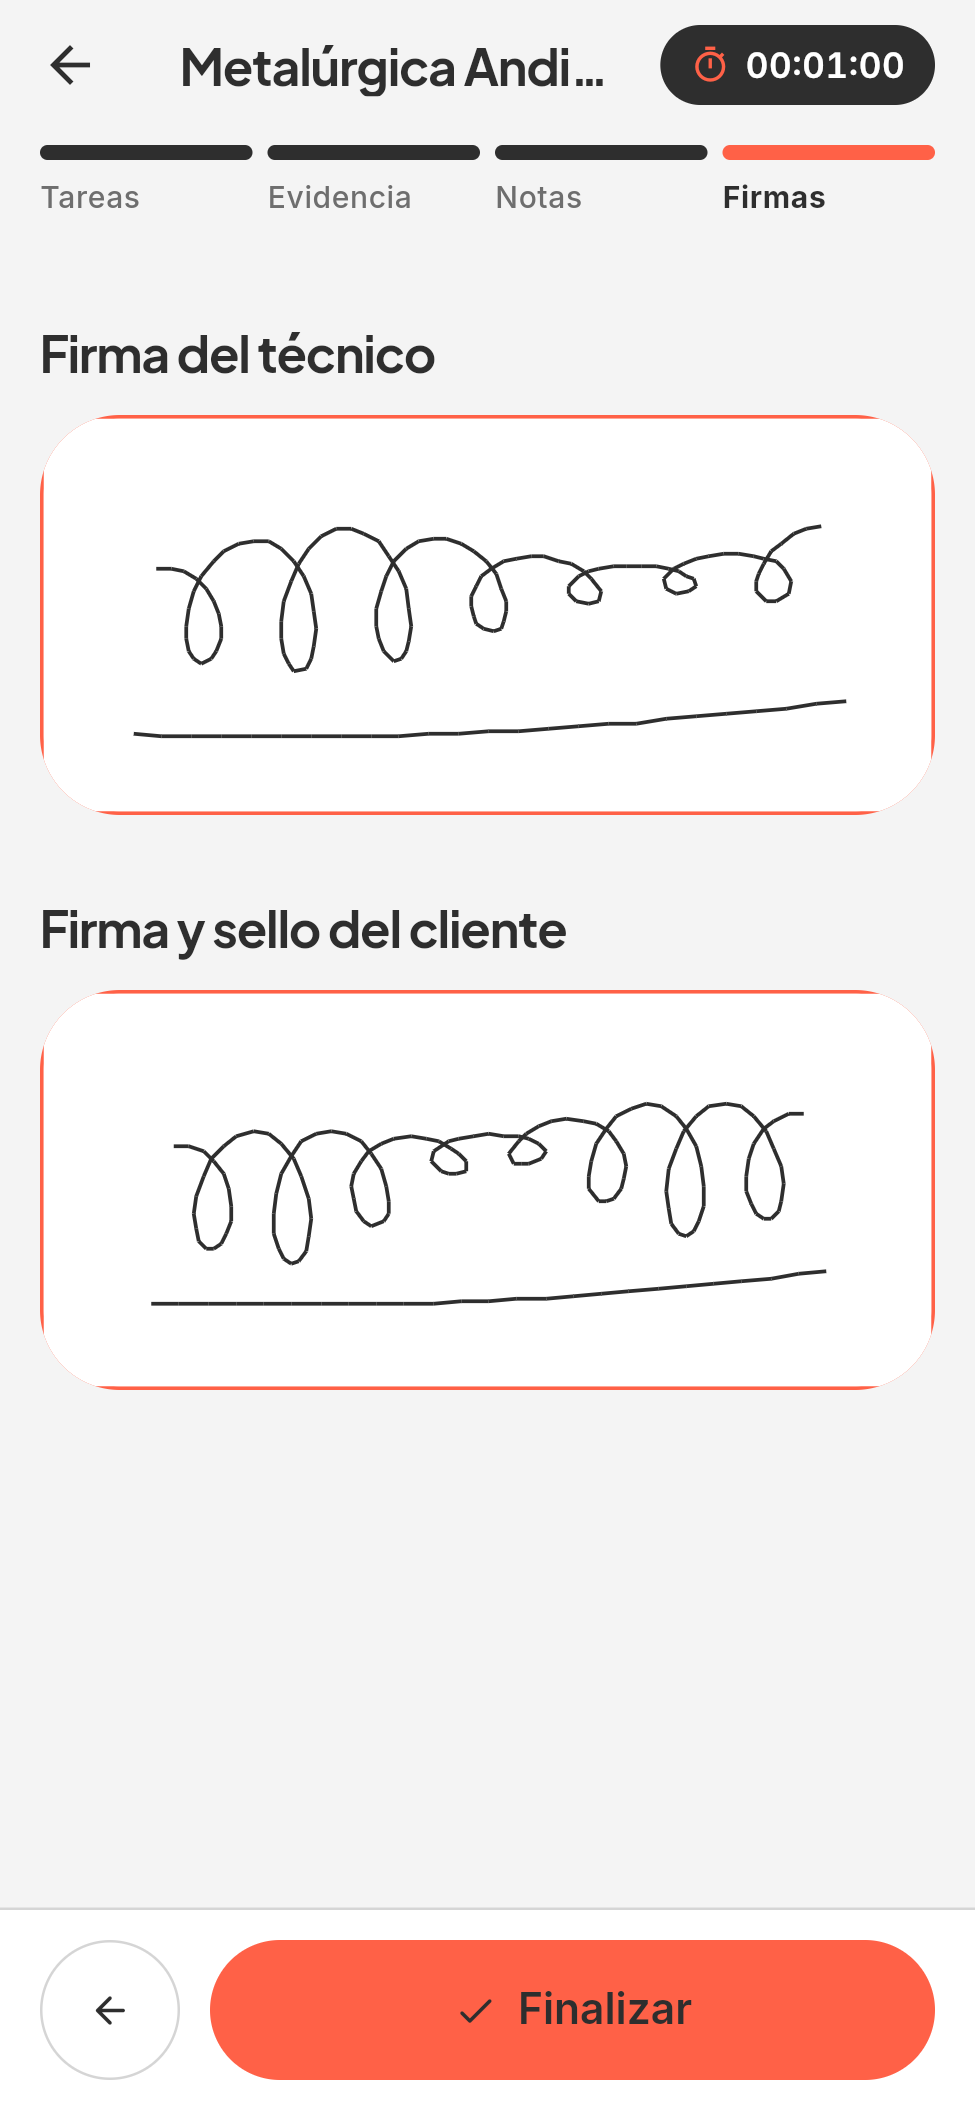 Metalúrgica Andi...
00:01:00
Tareas
Evidencia
Notas
Firmas
Firma del técnico
Firma y sello del cliente
Finalizar